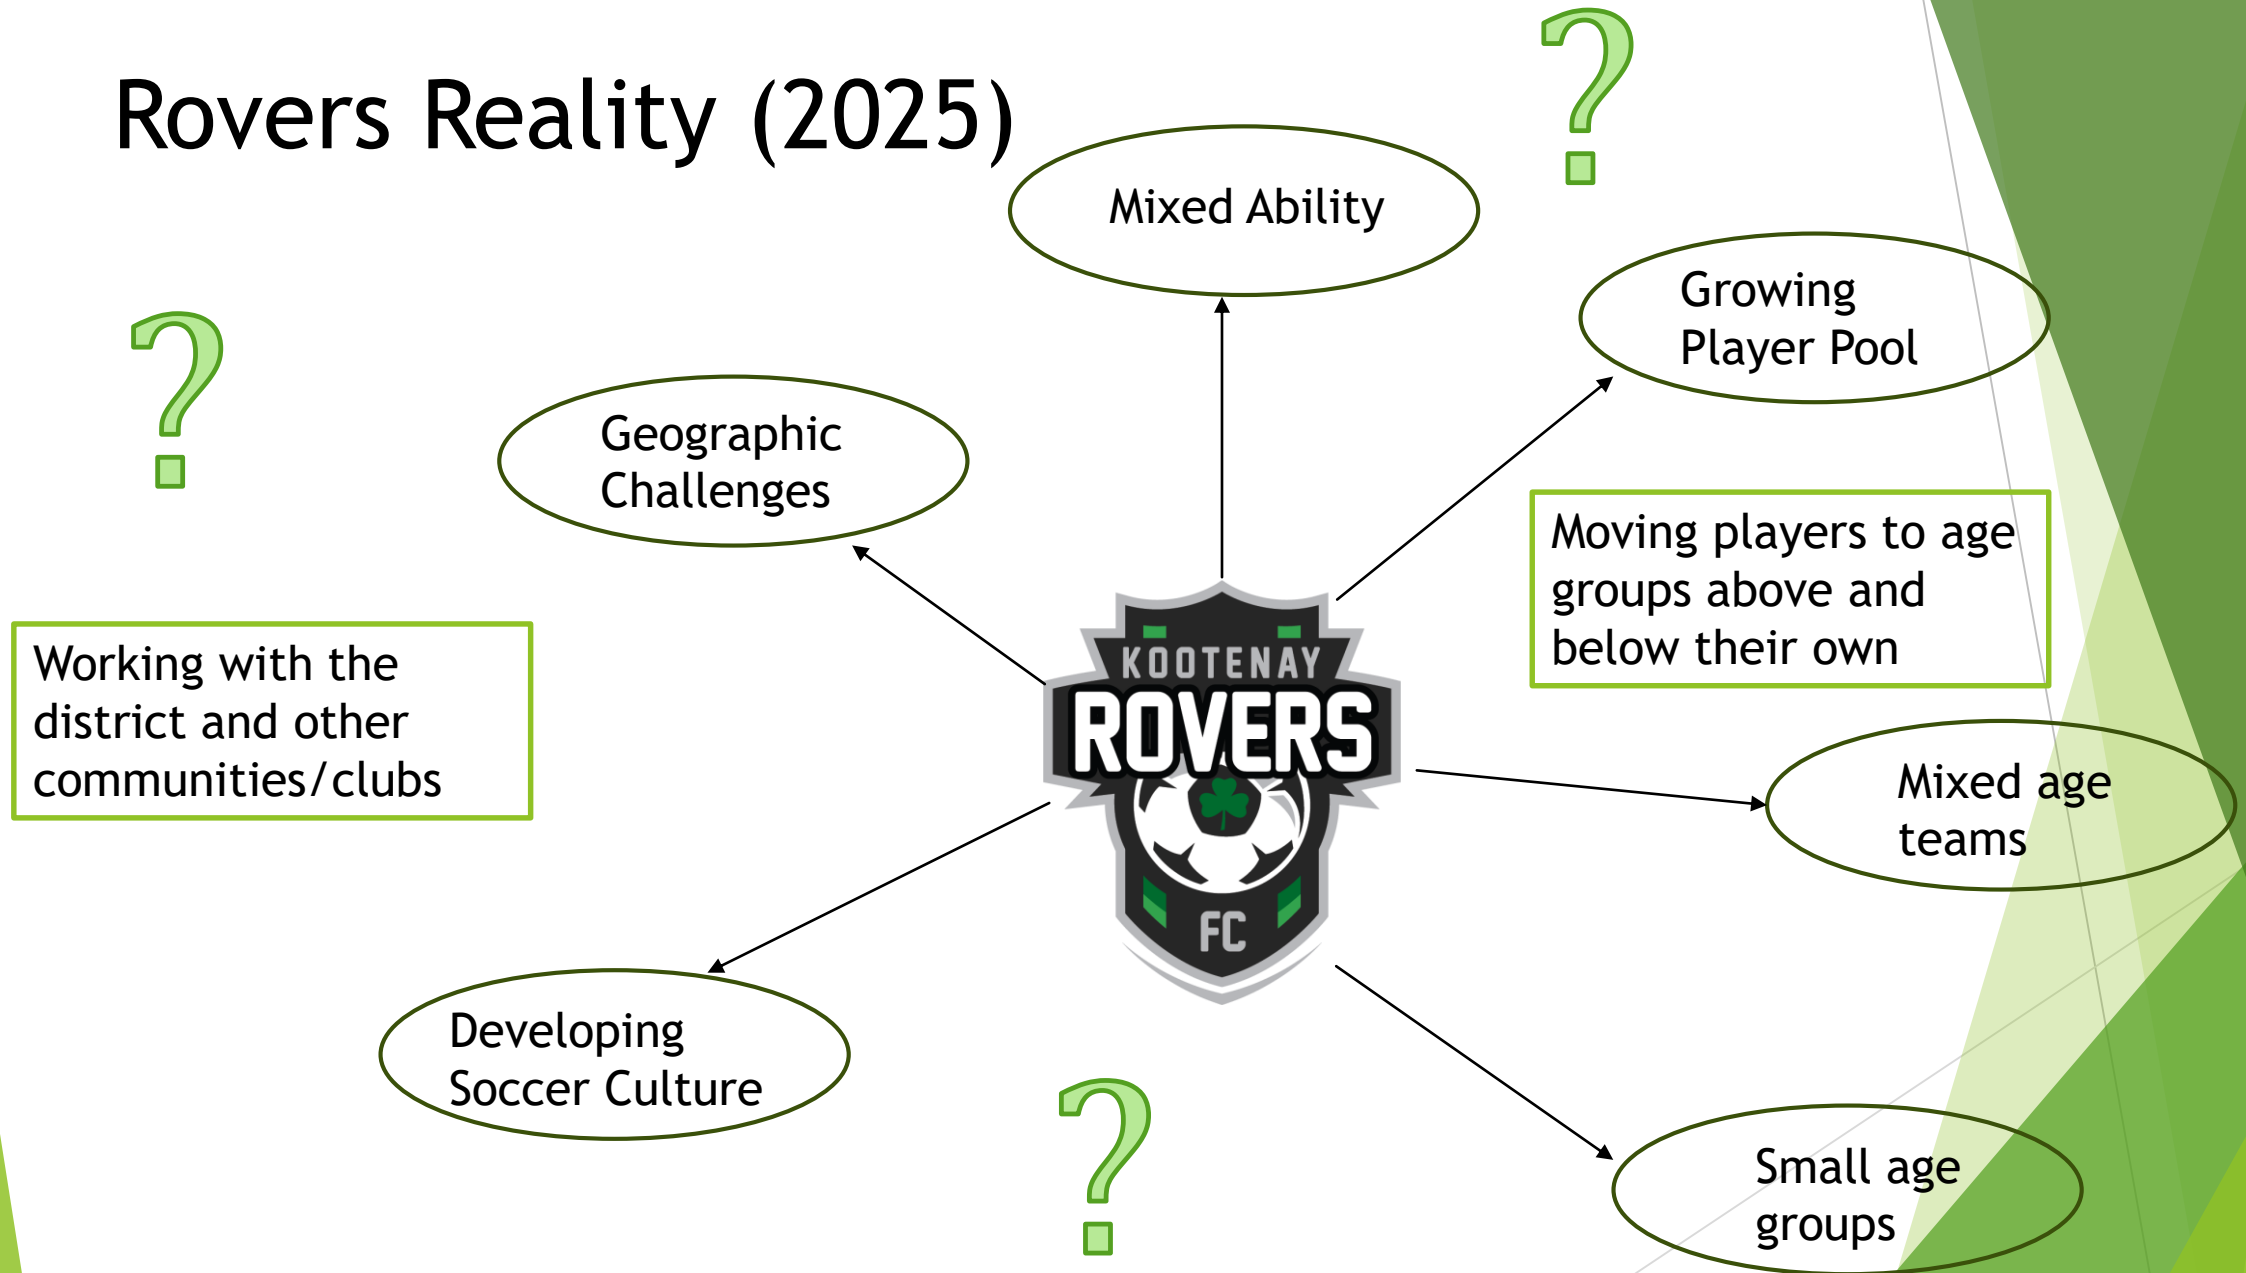 Rovers Reality (2025)
?
Mixed Ability
Growing
Player Pool
?
Geographic
Challenges
Moving players to age
groups above and
below their own
Working with the
district and other
communities/clubs
KOOTENAY
ROVERS
FC
Mixed age
teams
Developing
Soccer Culture
?
Small age
groups